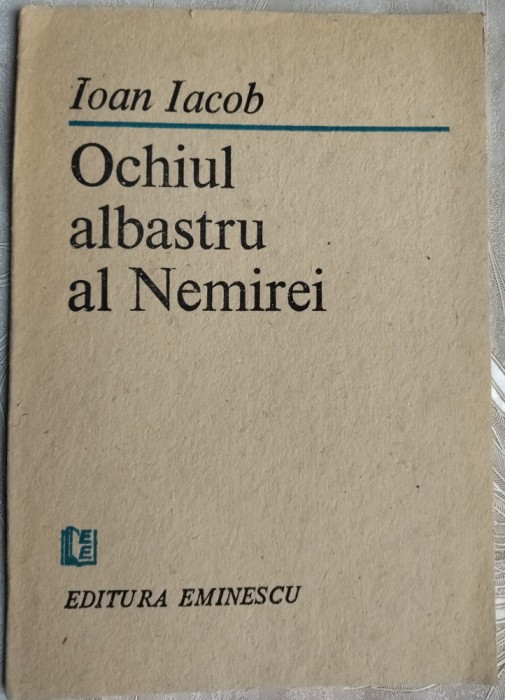 Ioan Iacob
Ochiul
albastru
al Nemirei
E
E
EDITURA EMINESCU